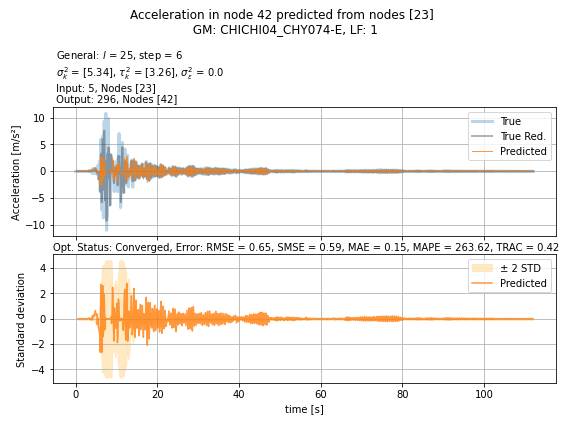 Acceleration in node 42 predicted from nodes [23]
GM: CHICHI04_CHY074-E, LF: 1
General: l = 25, step = 6
σ²ₖ = [5.34], τ²ₖ = [3.26], σ²ε = 0.0
Input: 5, Nodes [23]
Output: 296, Nodes [42]
10
5
0
−5
−10
Acceleration [m/s²]
True
True Red.
Predicted
Opt. Status: Converged, Error: RMSE = 0.65, SMSE = 0.59, MAE = 0.15, MAPE = 263.62, TRAC = 0.42
4
2
0
−2
−4
Standard deviation
± 2 STD
Predicted
0 20 40 60 80 100
time [s]